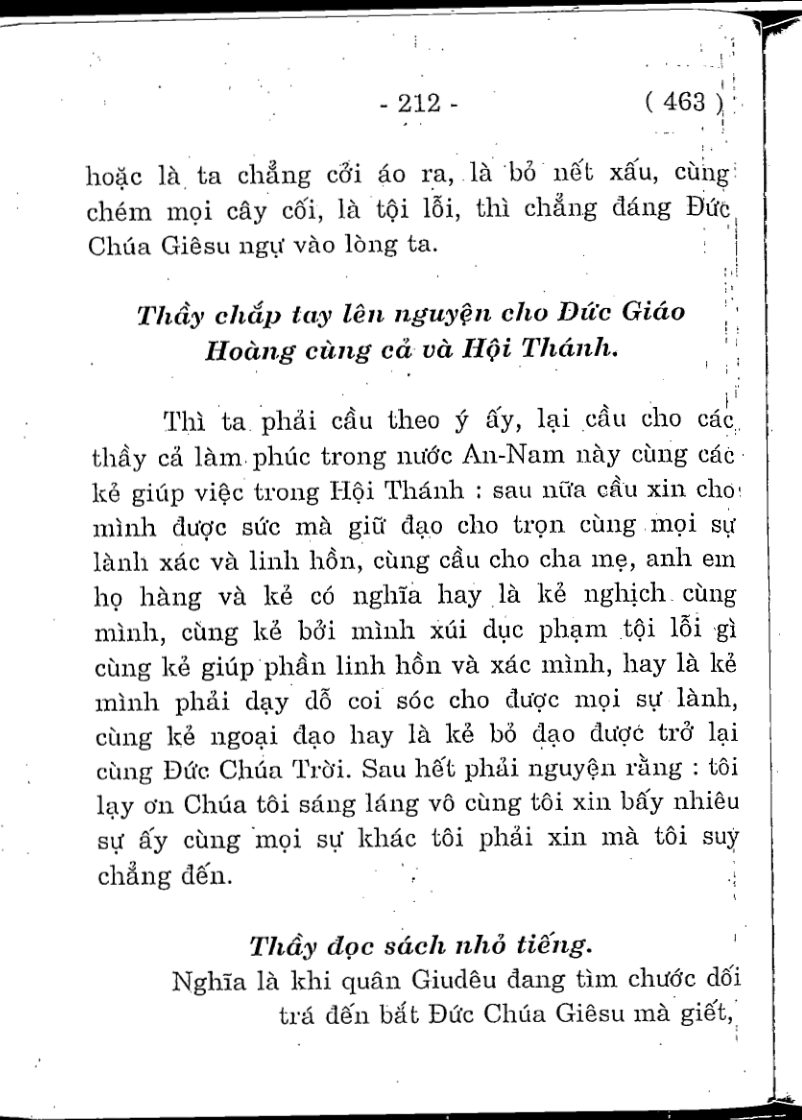 - 212 - ( 463 )
hoặc là ta chẳng cởi áo ra, là bỏ nết xấu, cùng
chém mọi cây cối, là tội lỗi, thì chẳng đáng Đức
Chúa Giêsu ngự vào lòng ta.
Thầy chắp tay lên nguyện cho Đức Giáo
Hoàng cùng cả và Hội Thánh.
Thì ta phải cầu theo ý ấy, lại cầu cho các
thầy cả làm phúc trong nước An-Nam này cùng các
kẻ giúp việc trong Hội Thánh : sau nữa cầu xin cho
mình được sức mà giữ đạo cho trọn cùng mọi sự
lành xác và linh hồn, cùng cầu cho cha mẹ, anh em
họ hàng và kẻ có nghĩa hay là kẻ nghịch cùng
mình, cùng kẻ bởi mình xúi dục phạm tội lỗi gì
cùng kẻ giúp phần linh hồn và xác mình, hay là kẻ
mình phải dạy dỗ coi sóc cho được mọi sự lành,
cùng kẻ ngoại đạo hay là kẻ bỏ đạo được trở lại
cùng Đức Chúa Trời. Sau hết phải nguyện rằng : tôi
lạy ơn Chúa tôi sáng láng vô cùng tôi xin bấy nhiêu
sự ấy cùng mọi sự khác tôi phải xin mà tôi suy
chẳng đến.
Thầy đọc sách nhỏ tiếng.
Nghĩa là khi quân Giudêu đang tìm chước dối
trá đến bắt Đức Chúa Giêsu mà giết,